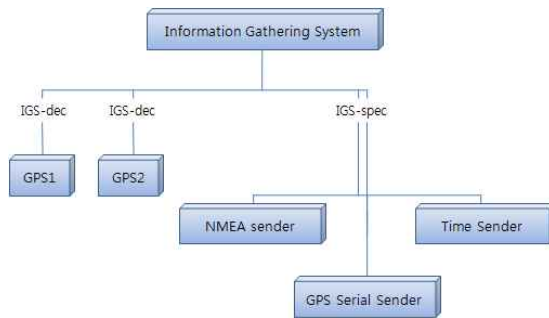 Information Gathering System
IGS-dec
IGS-dec
IGS-spec
GPS1
GPS2
NMEA sender
Time Sender
GPS Serial Sender